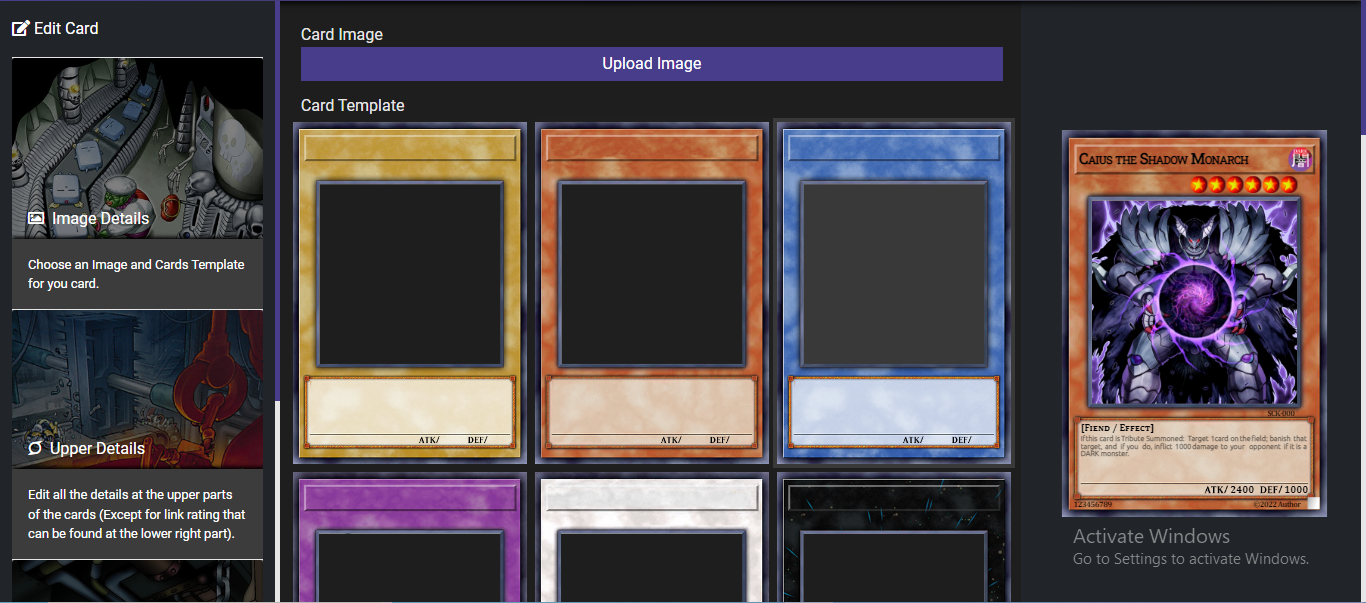 Edit Card
Image Details
Choose an Image and Cards Template
for you card.
Upper Details
Edit all the details at the upper parts
of the cards (Except for link rating that
can be found at the lower right part).
Card Image
Upload Image
Card Template
ATK/ DEF/
ATK/ DEF/
ATK/ DEF/
Caius the Shadow Monarch
SCK-000
[Fiend / Effect]
If this card is Tribute Summoned: Target 1 card on the field; banish that
target, and if you do, inflict 1000 damage to your opponent if it is a
DARK monster.
ATK/ 2400 DEF/ 1000
123456789 ©2022 Author
Activate Windows
Go to Settings to activate Windows.